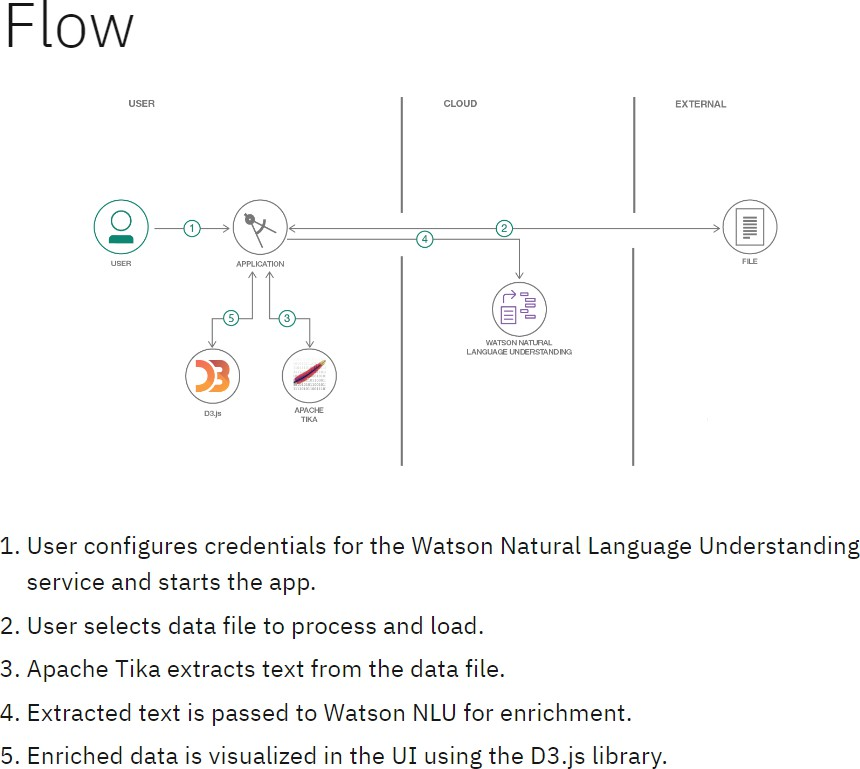 Flow
USER
CLOUD
EXTERNAL
1
2
4
USER
APPLICATION
FILE
5
3
WATSON NATURAL
LANGUAGE UNDERSTANDING
D3.js
APACHE
TIKA
1. User configures credentials for the Watson Natural Language Understanding
service and starts the app.
2. User selects data file to process and load.
3. Apache Tika extracts text from the data file.
4. Extracted text is passed to Watson NLU for enrichment.
5. Enriched data is visualized in the UI using the D3.js library.